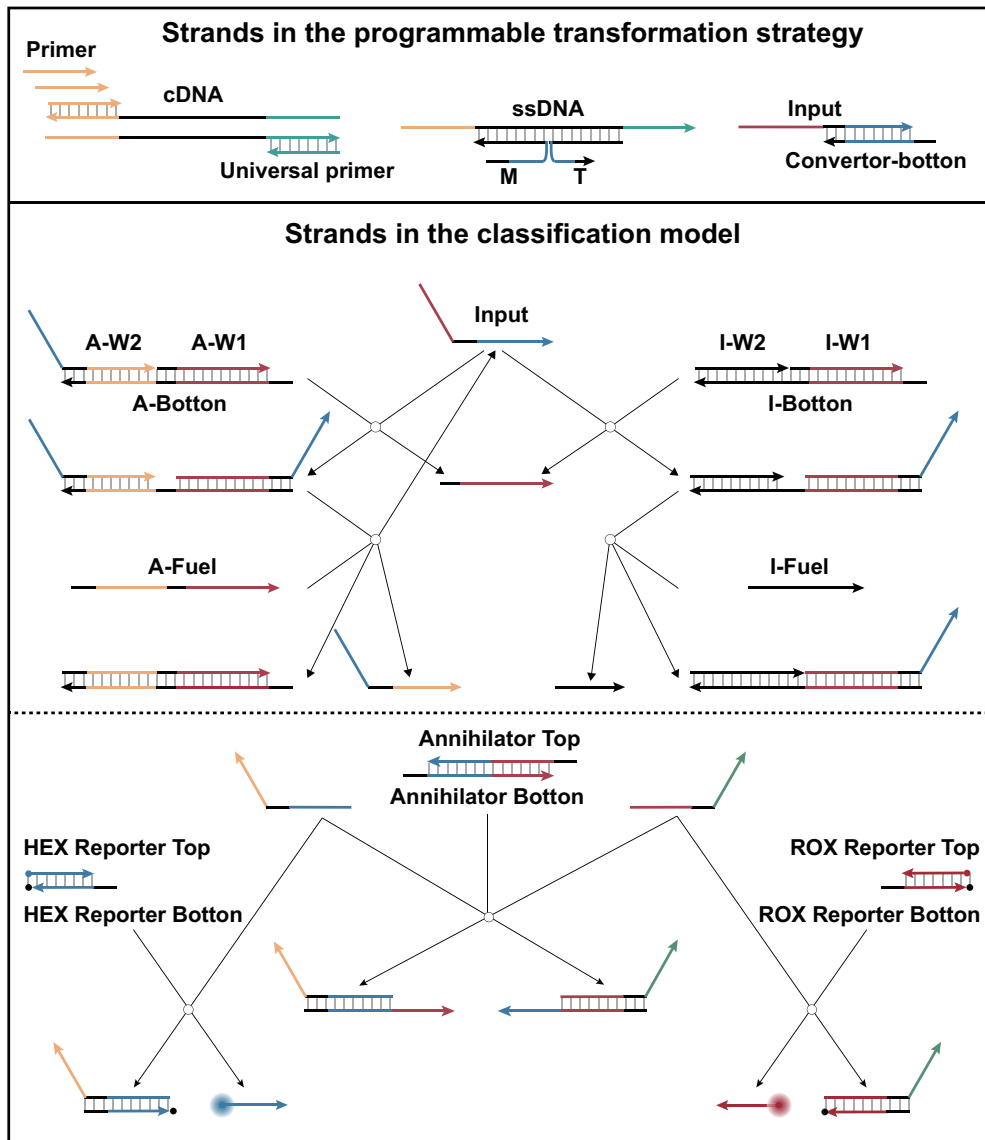 Strands in the programmable transformation strategy
Primer
cDNA
Universal primer
ssDNA
M
T
Input
Convertor-botton
Strands in the classification model
A-W2
A-W1
A-Botton
Input
I-W2
I-W1
I-Botton
A-Fuel
I-Fuel
Annihilator Top
Annihilator Botton
HEX Reporter Top
HEX Reporter Botton
ROX Reporter Top
ROX Reporter Botton